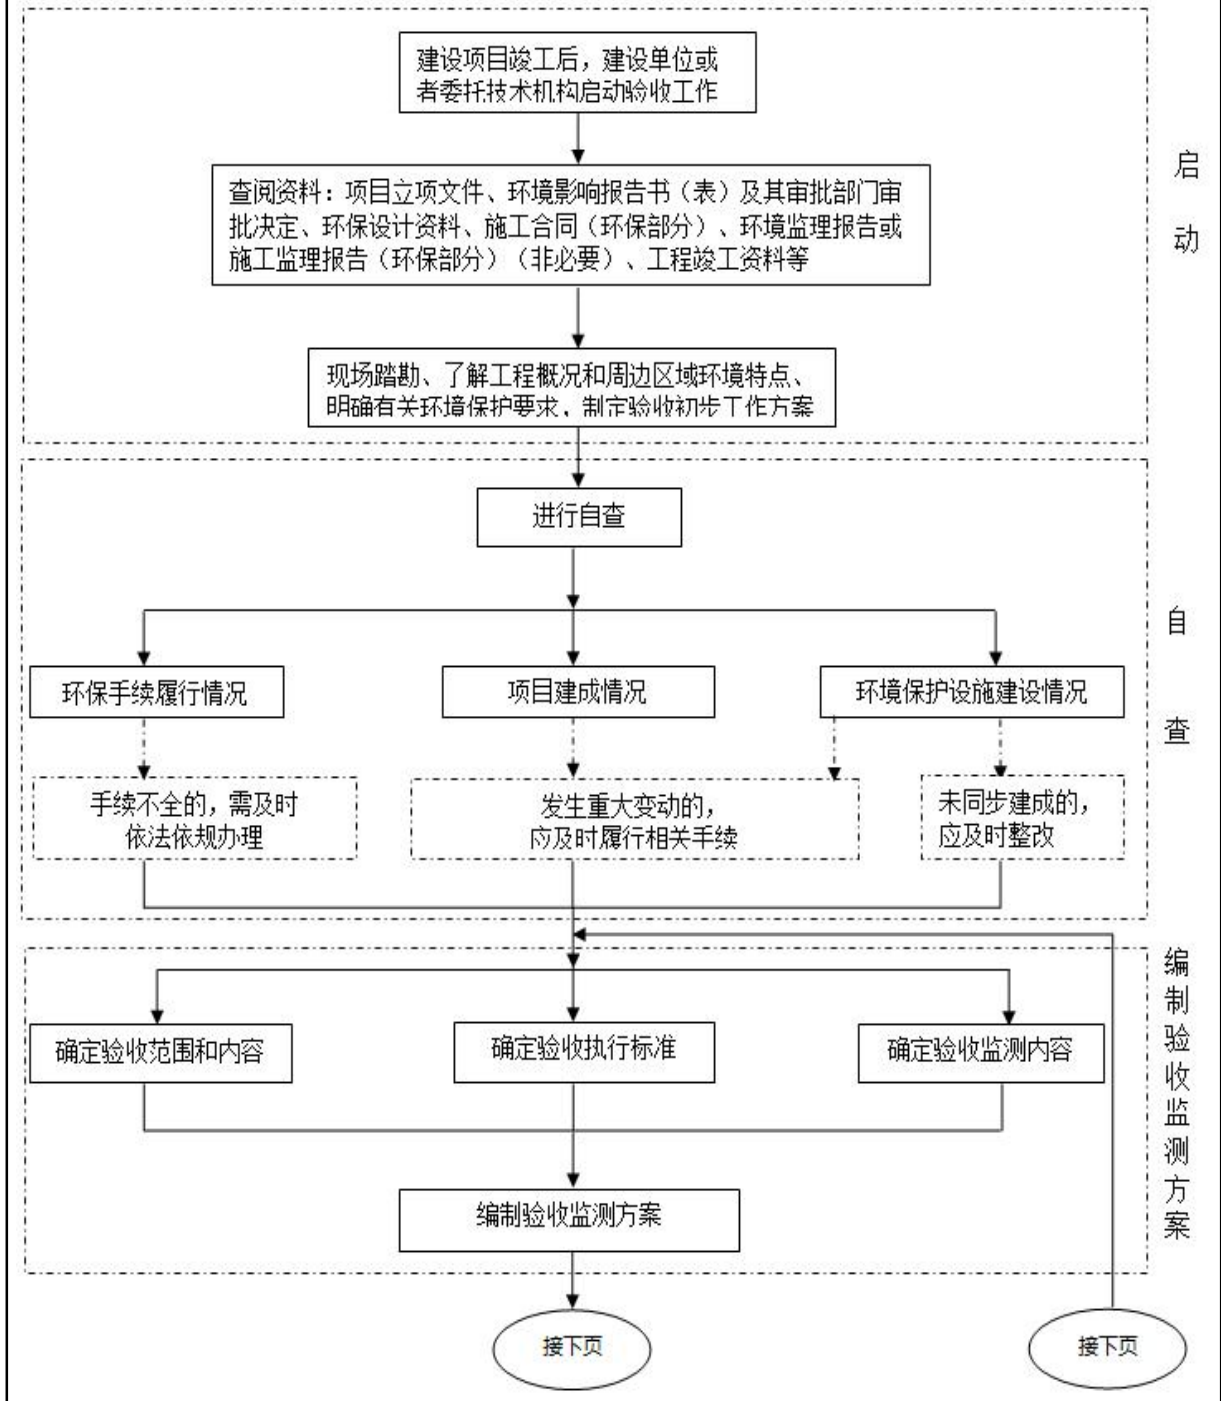 建设项目竣工后，建设单位或
者委托技术机构启动验收工作
查阅资料：项目立项文件、环境影响报告书（表）及其审批部门审
批决定、环保设计资料、施工合同（环保部分）、环境监理报告或
施工监理报告（环保部分）（非必要）、工程竣工资料等
现场踏勘、了解工程概况和周边区域环境特点、
明确有关环境保护要求，制定验收初步工作方案
启
动
进行自查
环保手续履行情况
项目建成情况
环境保护设施建设情况
手续不全的，需及时
依法依规办理
发生重大变动的，
应及时履行相关手续
未同步建成的，
应及时整改
自
查
确定验收范围和内容
确定验收执行标准
确定验收监测内容
编制验收监测方案
编
制
验
收
监
测
方
案
接下页
接下页